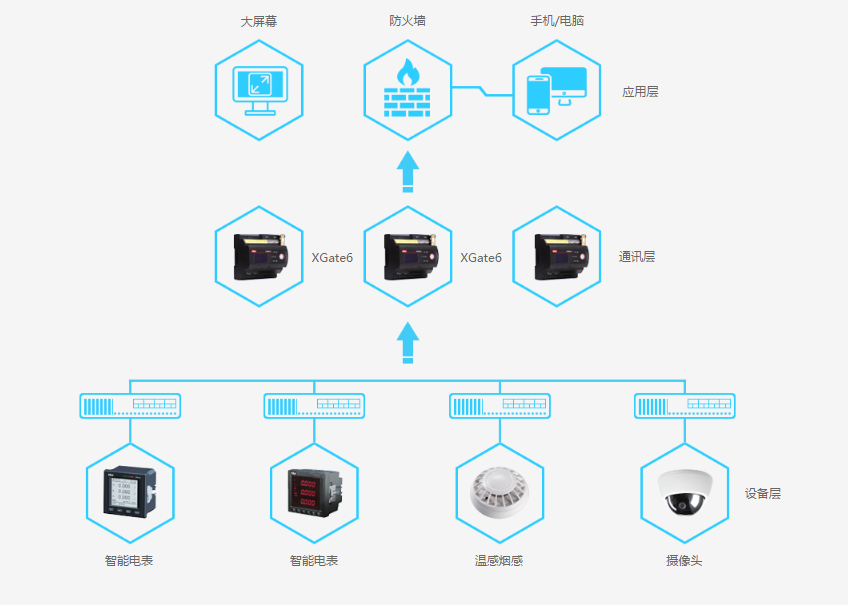 大屏幕
防火墙
手机/电脑
应用层
XGate6
XGate6
通讯层
设备层
智能电表
智能电表
温感烟感
摄像头